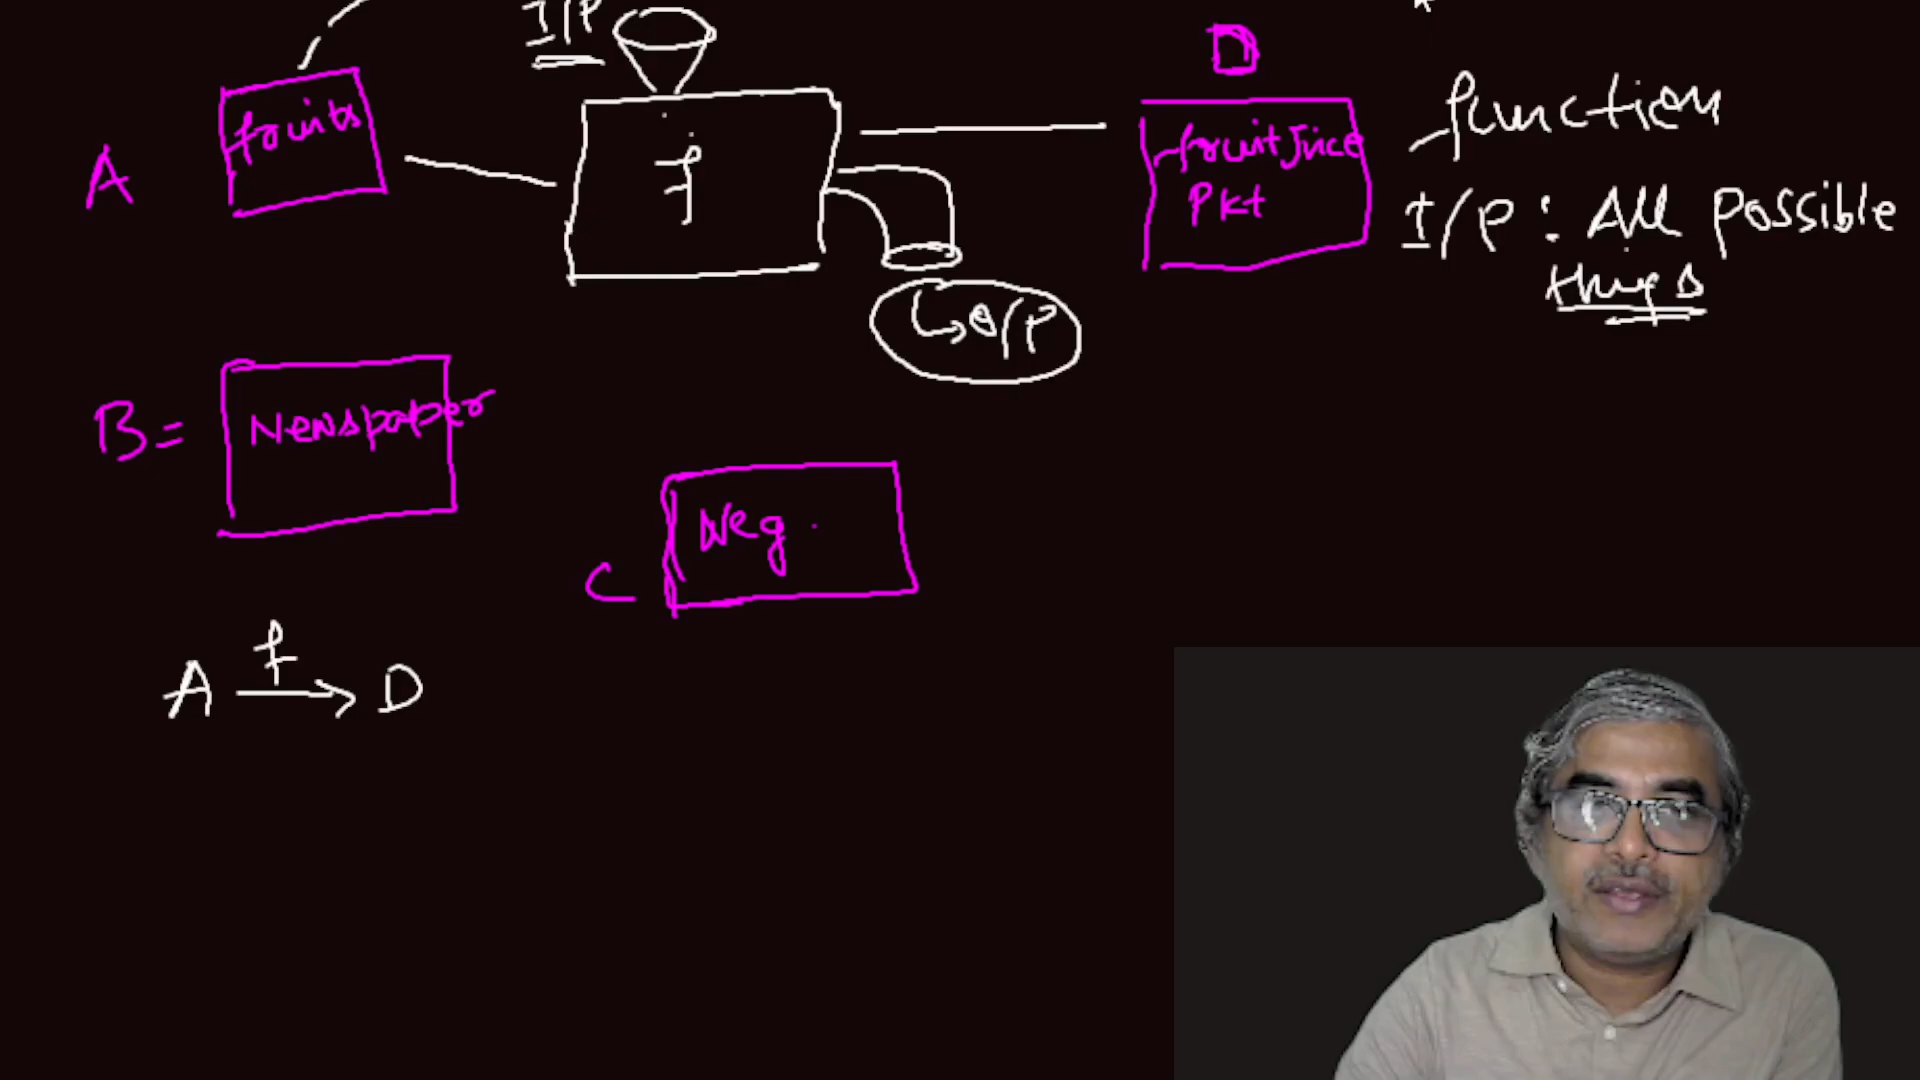 I/P
A
fruits
f
D
fruit Juice
Pkt
function
I/P : All possible
things
O/P
B =
Newspaper
C
Veg.
A f D